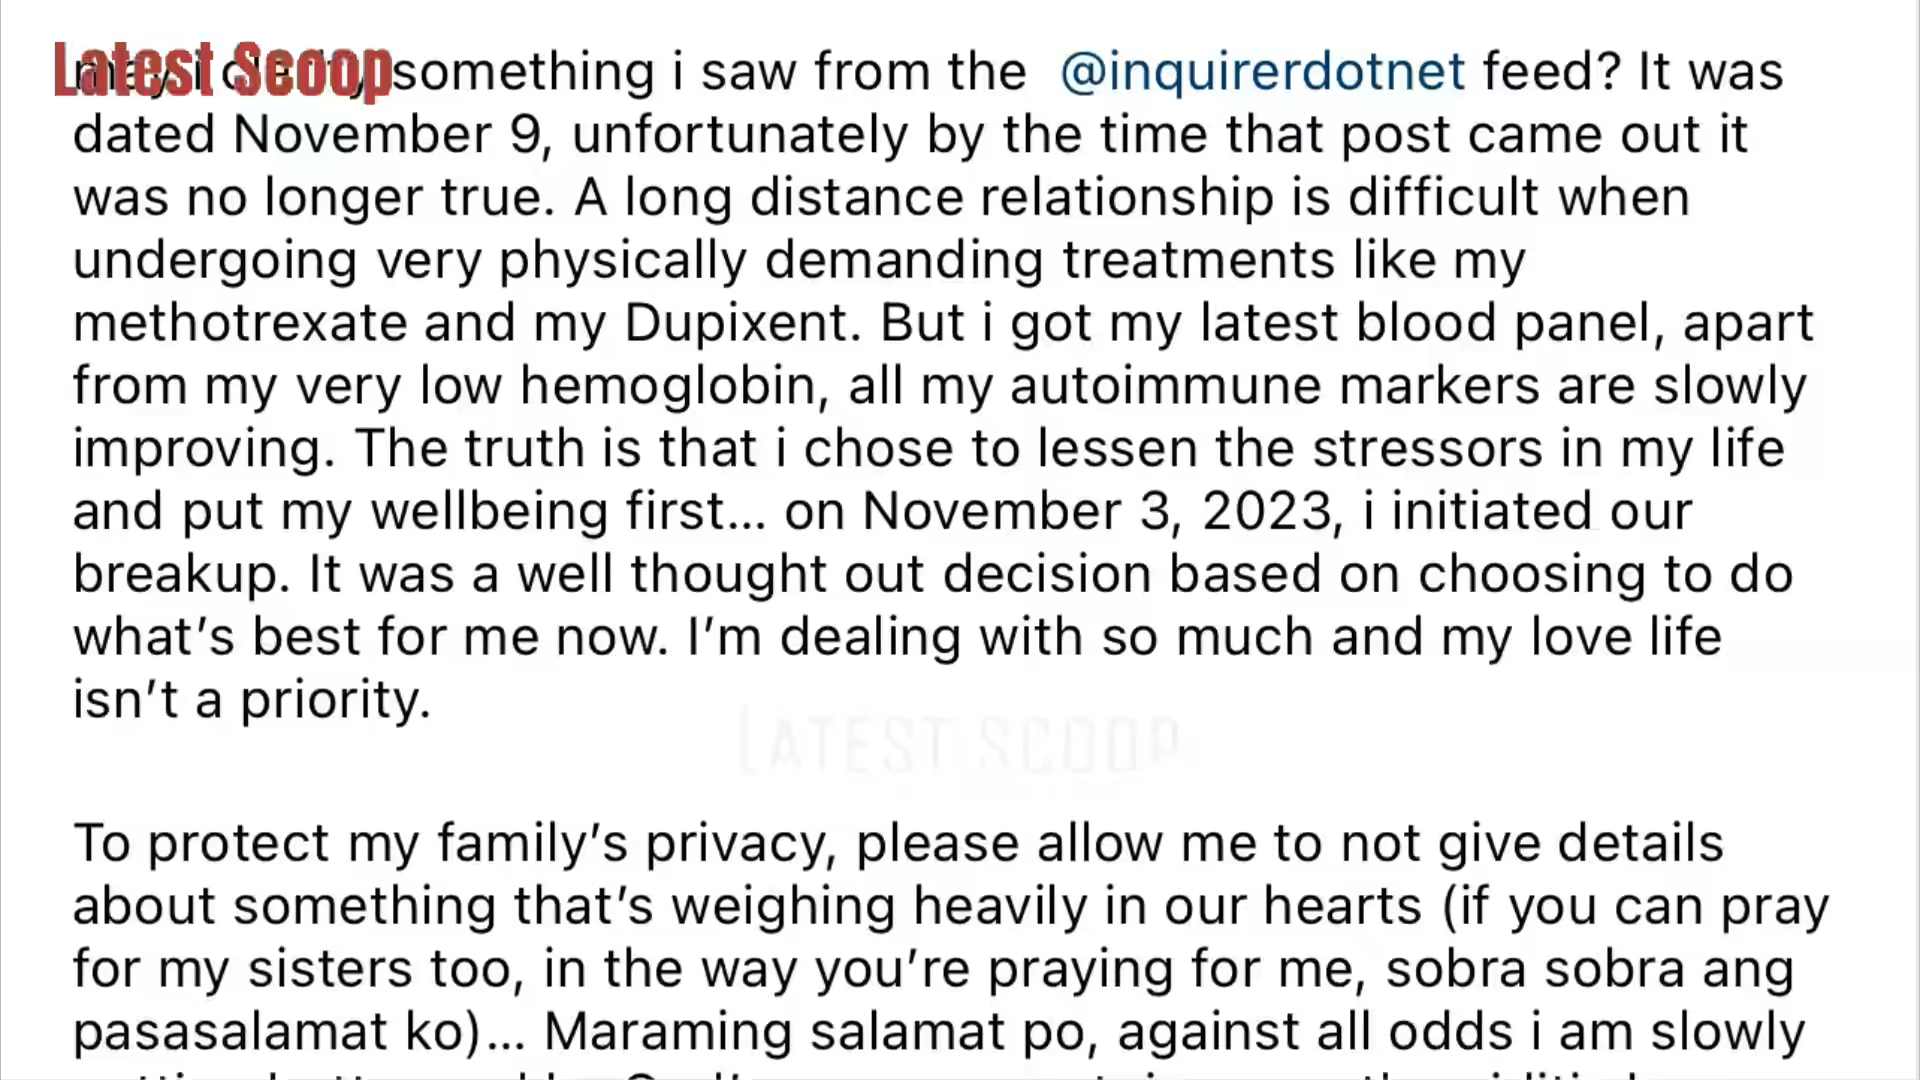 Latest Scoop
something i saw from the @inquirerdotnet feed? It was
dated November 9, unfortunately by the time that post came out it
was no longer true. A long distance relationship is difficult when
undergoing very physically demanding treatments like my
methotrexate and my Dupixent. But i got my latest blood panel, apart
from my very low hemoglobin, all my autoimmune markers are slowly
improving. The truth is that i chose to lessen the stressors in my life
and put my wellbeing first... on November 3, 2023, i initiated our
breakup. It was a well thought out decision based on choosing to do
what’s best for me now. I’m dealing with so much and my love life
isn’t a priority.
LATEST SCOOP
To protect my family’s privacy, please allow me to not give details
about something that’s weighing heavily in our hearts (if you can pray
for my sisters too, in the way you’re praying for me, sobra sobra ang
pasasalamat ko)... Maraming salamat po, against all odds i am slowly